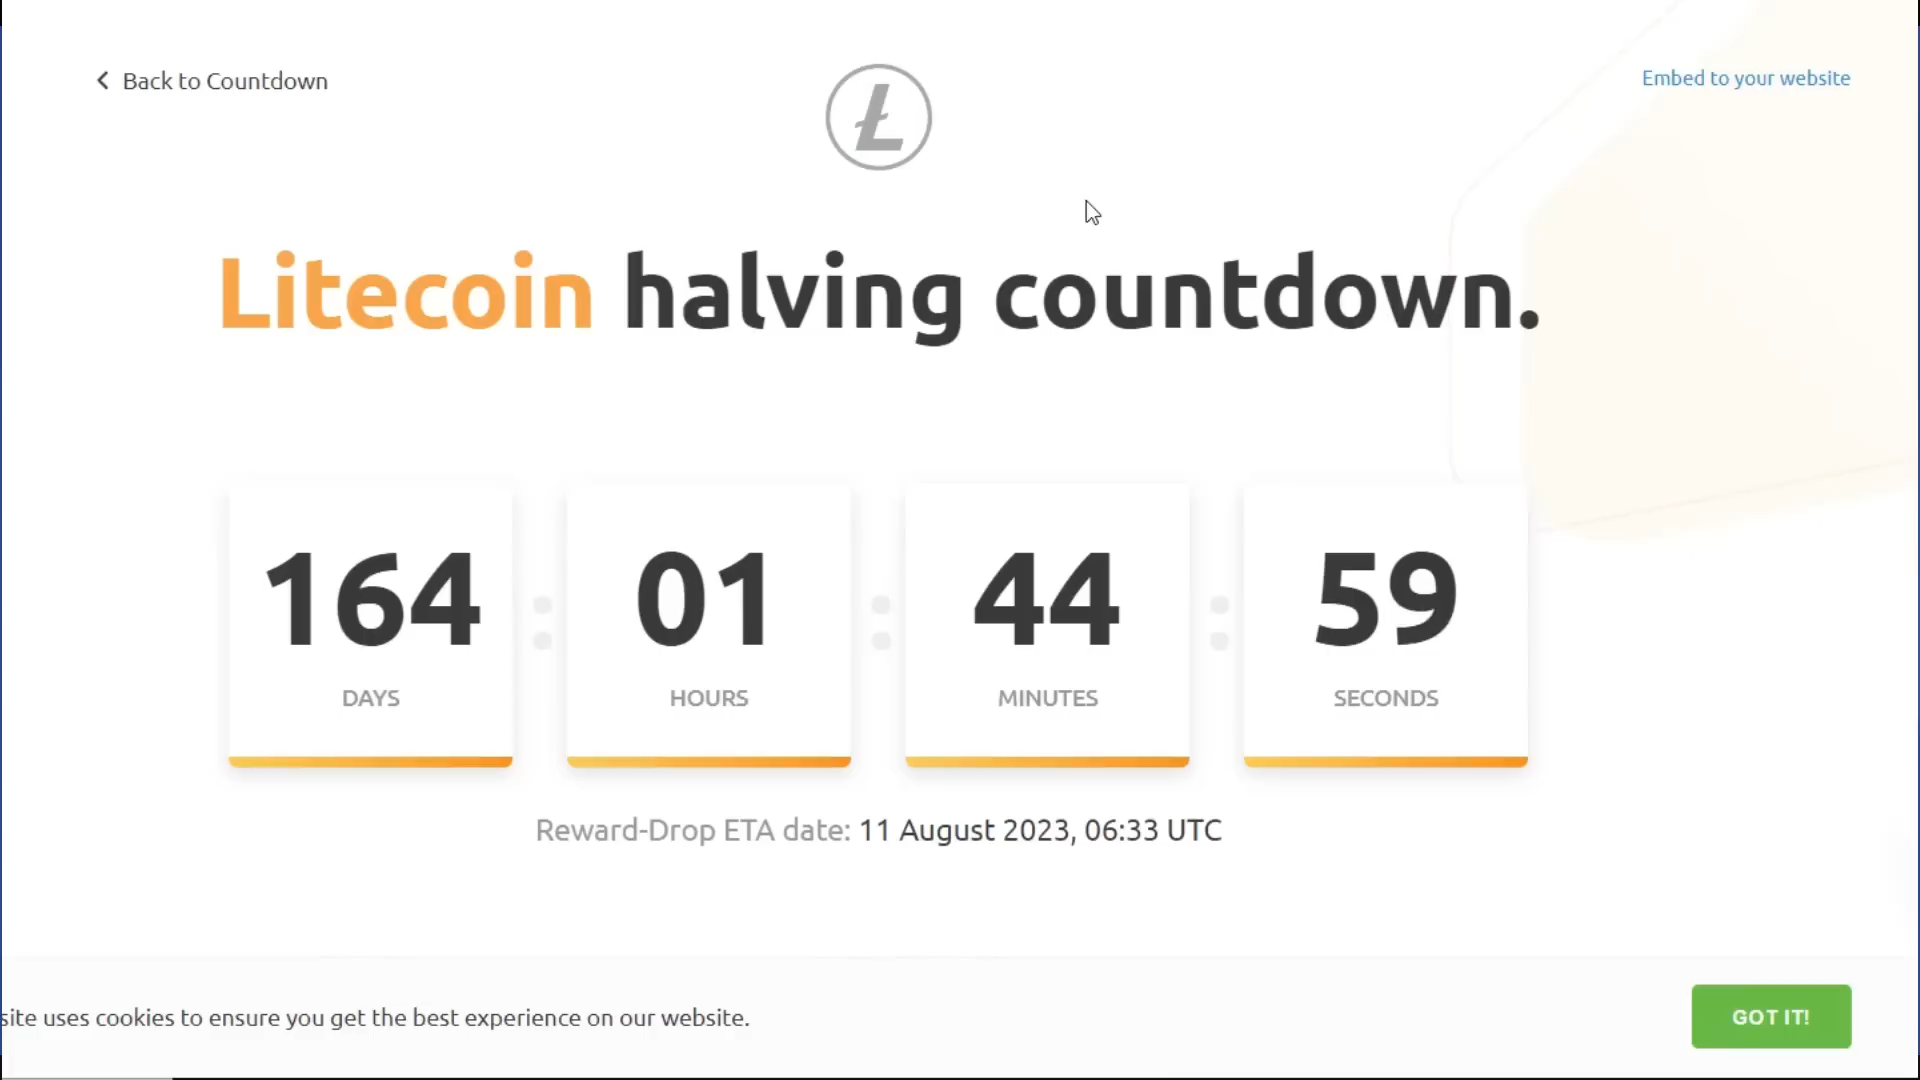 Back to Countdown
Embed to your website
Litecoin halving countdown.
164 : 01 : 44 : 59
DAYS HOURS MINUTES SECONDS
Reward-Drop ETA date: 11 August 2023, 06:33 UTC
site uses cookies to ensure you get the best experience on our website.
GOT IT!